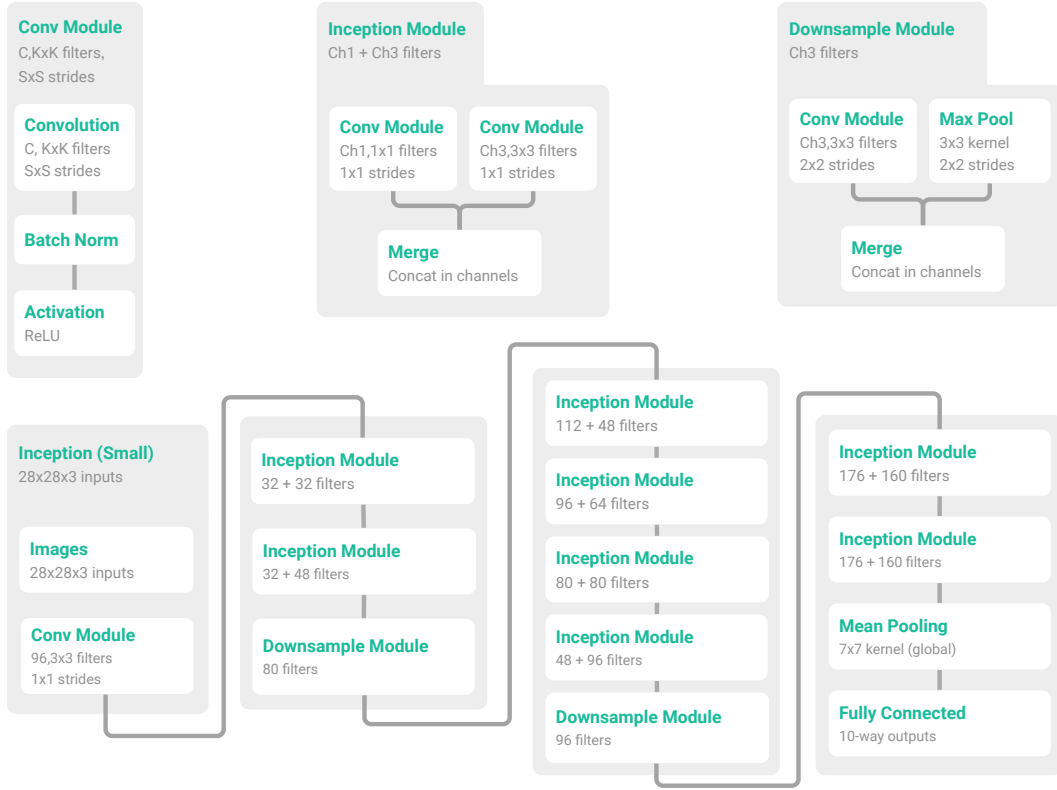 Conv Module
C,KxK filters,
SxS strides
Convolution
C, KxK filters
SxS strides
Batch Norm
Activation
ReLU
Inception Module
Ch1 + Ch3 filters
Conv Module
Ch1,1x1 filters
1x1 strides
Conv Module
Ch3,3x3 filters
1x1 strides
Merge
Concat in channels
Downsample Module
Ch3 filters
Conv Module
Ch3,3x3 filters
2x2 strides
Max Pool
3x3 kernel
2x2 strides
Merge
Concat in channels
Inception (Small)
28x28x3 inputs
Images
28x28x3 inputs
Conv Module
96,3x3 filters
1x1 strides
Inception Module
32 + 32 filters
Inception Module
32 + 48 filters
Downsample Module
80 filters
Inception Module
112 + 48 filters
Inception Module
96 + 64 filters
Inception Module
80 + 80 filters
Inception Module
48 + 96 filters
Downsample Module
96 filters
Inception Module
176 + 160 filters
Inception Module
176 + 160 filters
Mean Pooling
7x7 kernel (global)
Fully Connected
10-way outputs